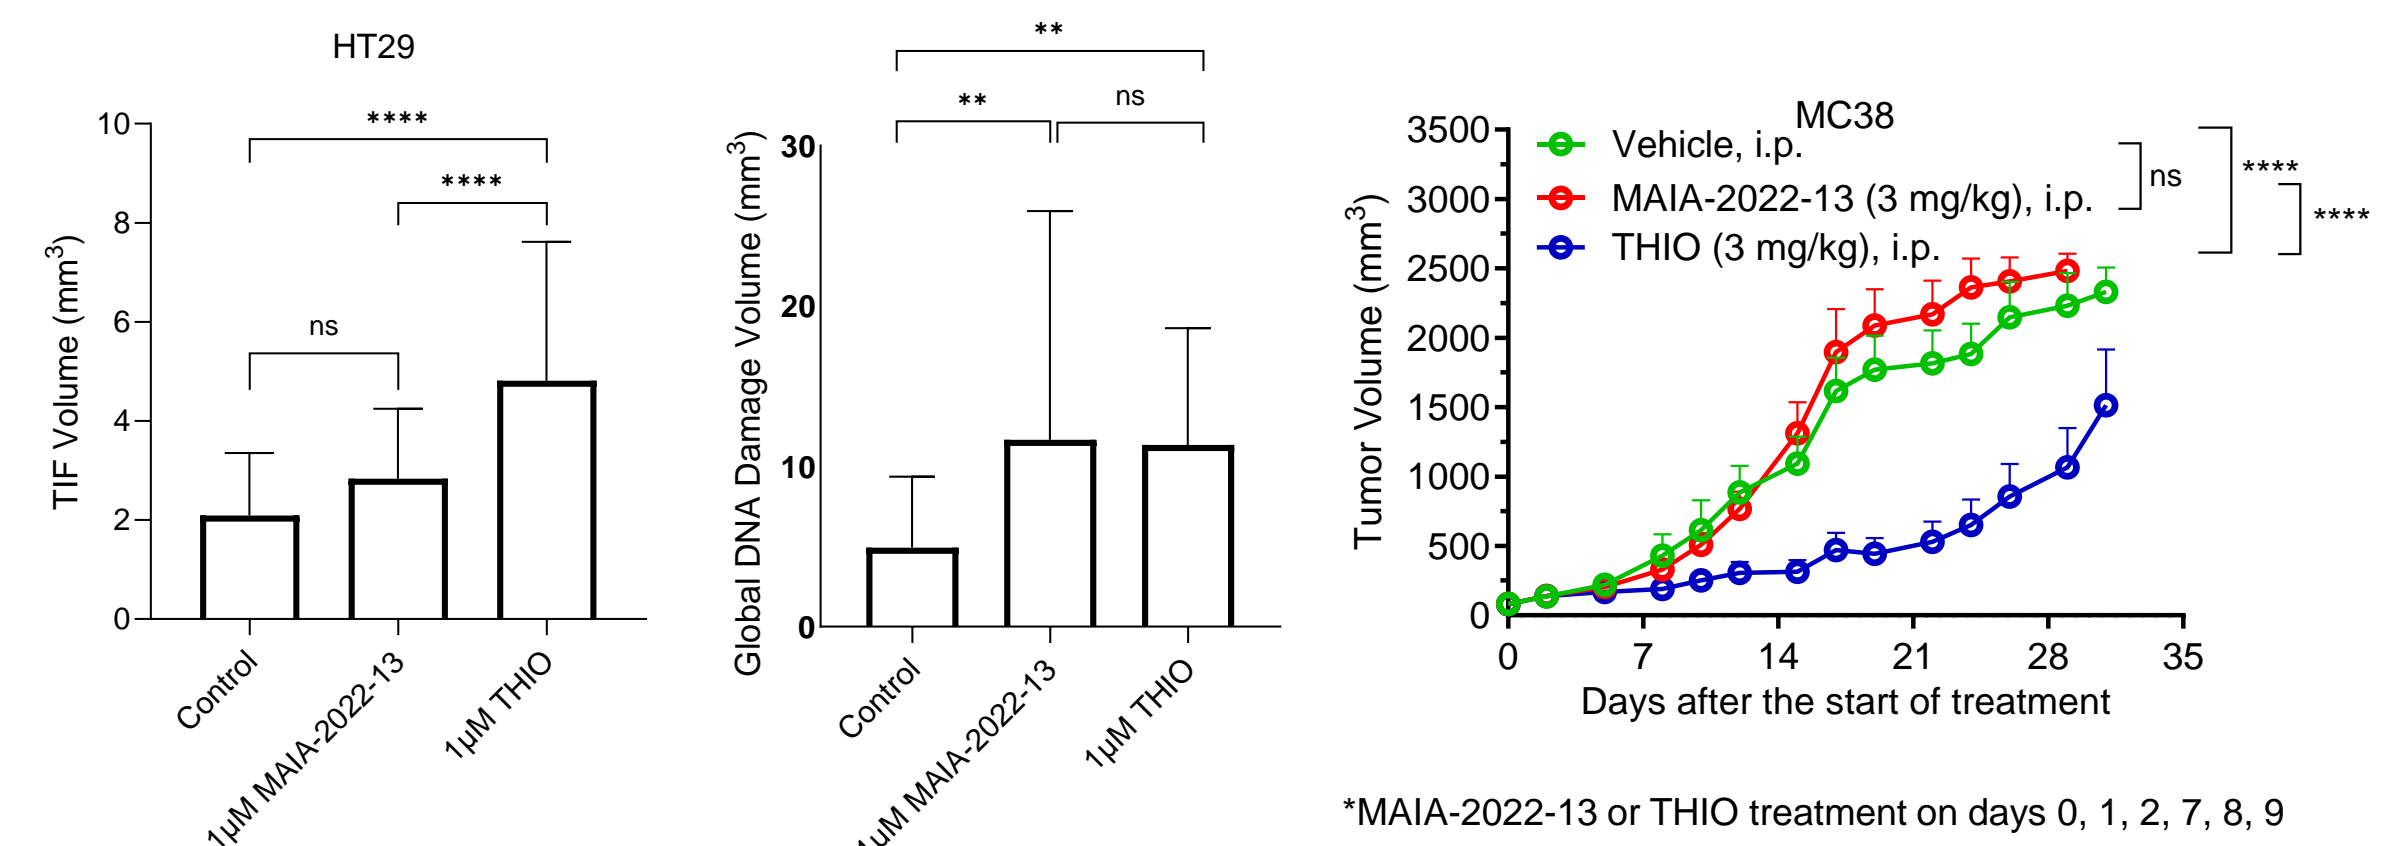 HT29
****
****
ns
TIF Volume (mm³)
10
8
6
4
2
0
Control
1µM MAIA-2022-13
1µM THIO
**
**
ns
Global DNA Damage Volume (mm³)
30
20
10
0
Control
1uM MAIA-2022-13
1µM THIO
MC38
Vehicle, i.p.
MAIA-2022-13 (3 mg/kg), i.p.
THIO (3 mg/kg), i.p.
ns
****
****
Tumor Volume (mm³)
3500
3000
2500
2000
1500
1000
500
0
0 7 14 21 28 35
Days after the start of treatment
*MAIA-2022-13 or THIO treatment on days 0, 1, 2, 7, 8, 9